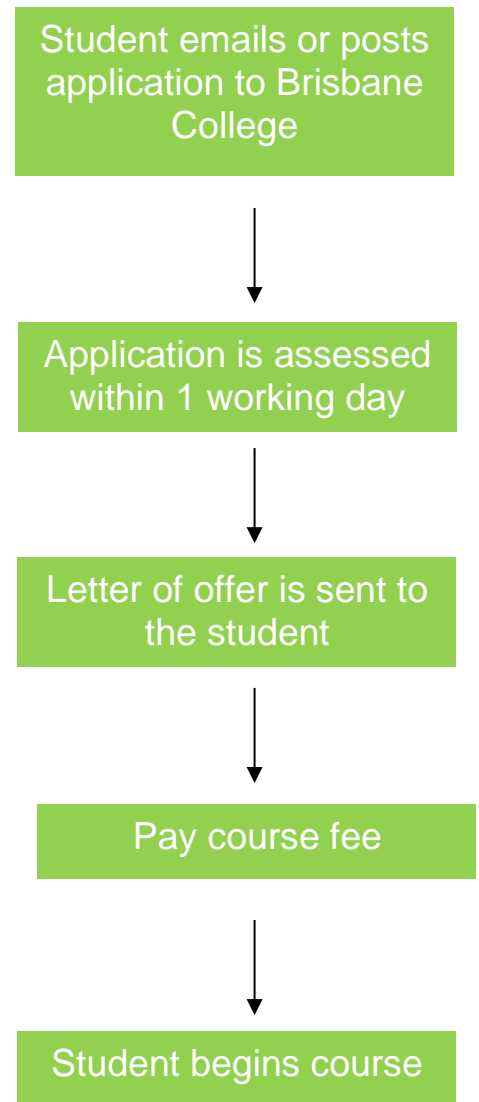 Student emails or posts
application to Brisbane
College
Application is assessed
within 1 working day
Letter of offer is sent to
the student
Pay course fee
Student begins course